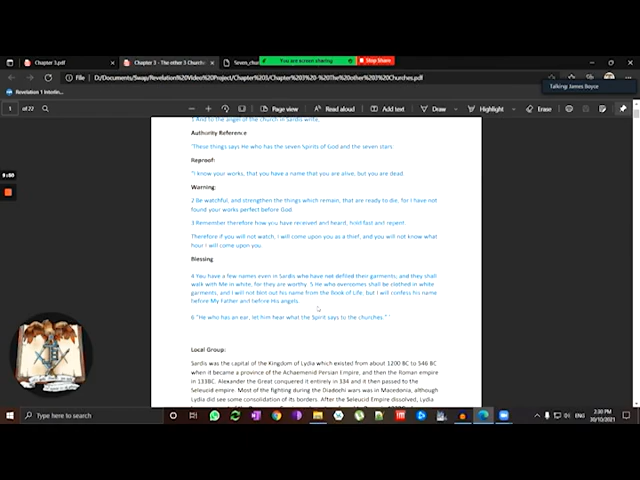 Chapter 3.pdf
Chapter 3 - The other 3 Churche
Seven_chur
You are screen sharing
Stop Share
File
D:/Documents/Swap/Revelation%20Video%20Project/Chapter%203/Chapter%203%20-%20The%20other%203%20Churches.pdf
Talking: James Boyce
Revelation 1 Interlin...
1
of 22
Page view
Read aloud
Add text
Draw
Highlight
Erase
1 And to the angel of the church in Sardis write,
Authority Reference
'These things says He who has the seven Spirits of God and the seven stars
Reproof:
"I know your works, that you have a name that you are alive, but you are dead.
Warning:
2 Be watchful, and strengthen the things which remain, that are ready to die, for I have not
found your works perfect before God
3 Remember therefore how you have received and heard; hold fast and repent.
Therefore if you will not watch, I will come upon you as a thief, and you will not know what
hour I will come upon you.
Blessing
4 You have a few names even in Sardis who have not defiled their garments; and they shall
walk with Me in white, for they are worthy. 5 He who overcomes shall be clothed in white
garments, and I will not blot out his name from the Book of Life; but I will confess his name
before My Father and before His angels.
6 "He who has an ear, let him hear what the Spirit says to the churches." '
Local Group:
Sardis was the capital of the Kingdom of Lydia which existed from about 1200 BC to 546 BC
when it became a province of the Achaemenid Persian Empire, and then the Roman empire
in 133BC. Alexander the Great conquered it entirely in 334 and it then passed to the
Seleucid empire. Most of the fighting during the Diadochi wars was in Macedonia, although
Lydia did see some consolidation of its borders. After the Seleucid Empire dissolved, Lydia
Type here to search
2:30 PM
30/10/2021